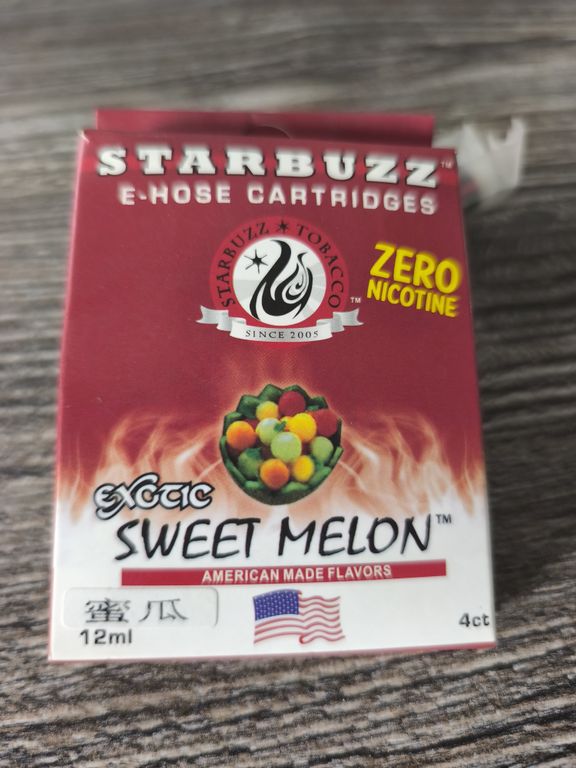 STARBUZZ™
E-HOSE CARTRIDGES
STARBUZZ TOBACCO
™
SINCE 2005
ZERO
NICOTINE
EXOTIC
SWEET MELON™
AMERICAN MADE FLAVORS
蜜瓜
12ml
4ct